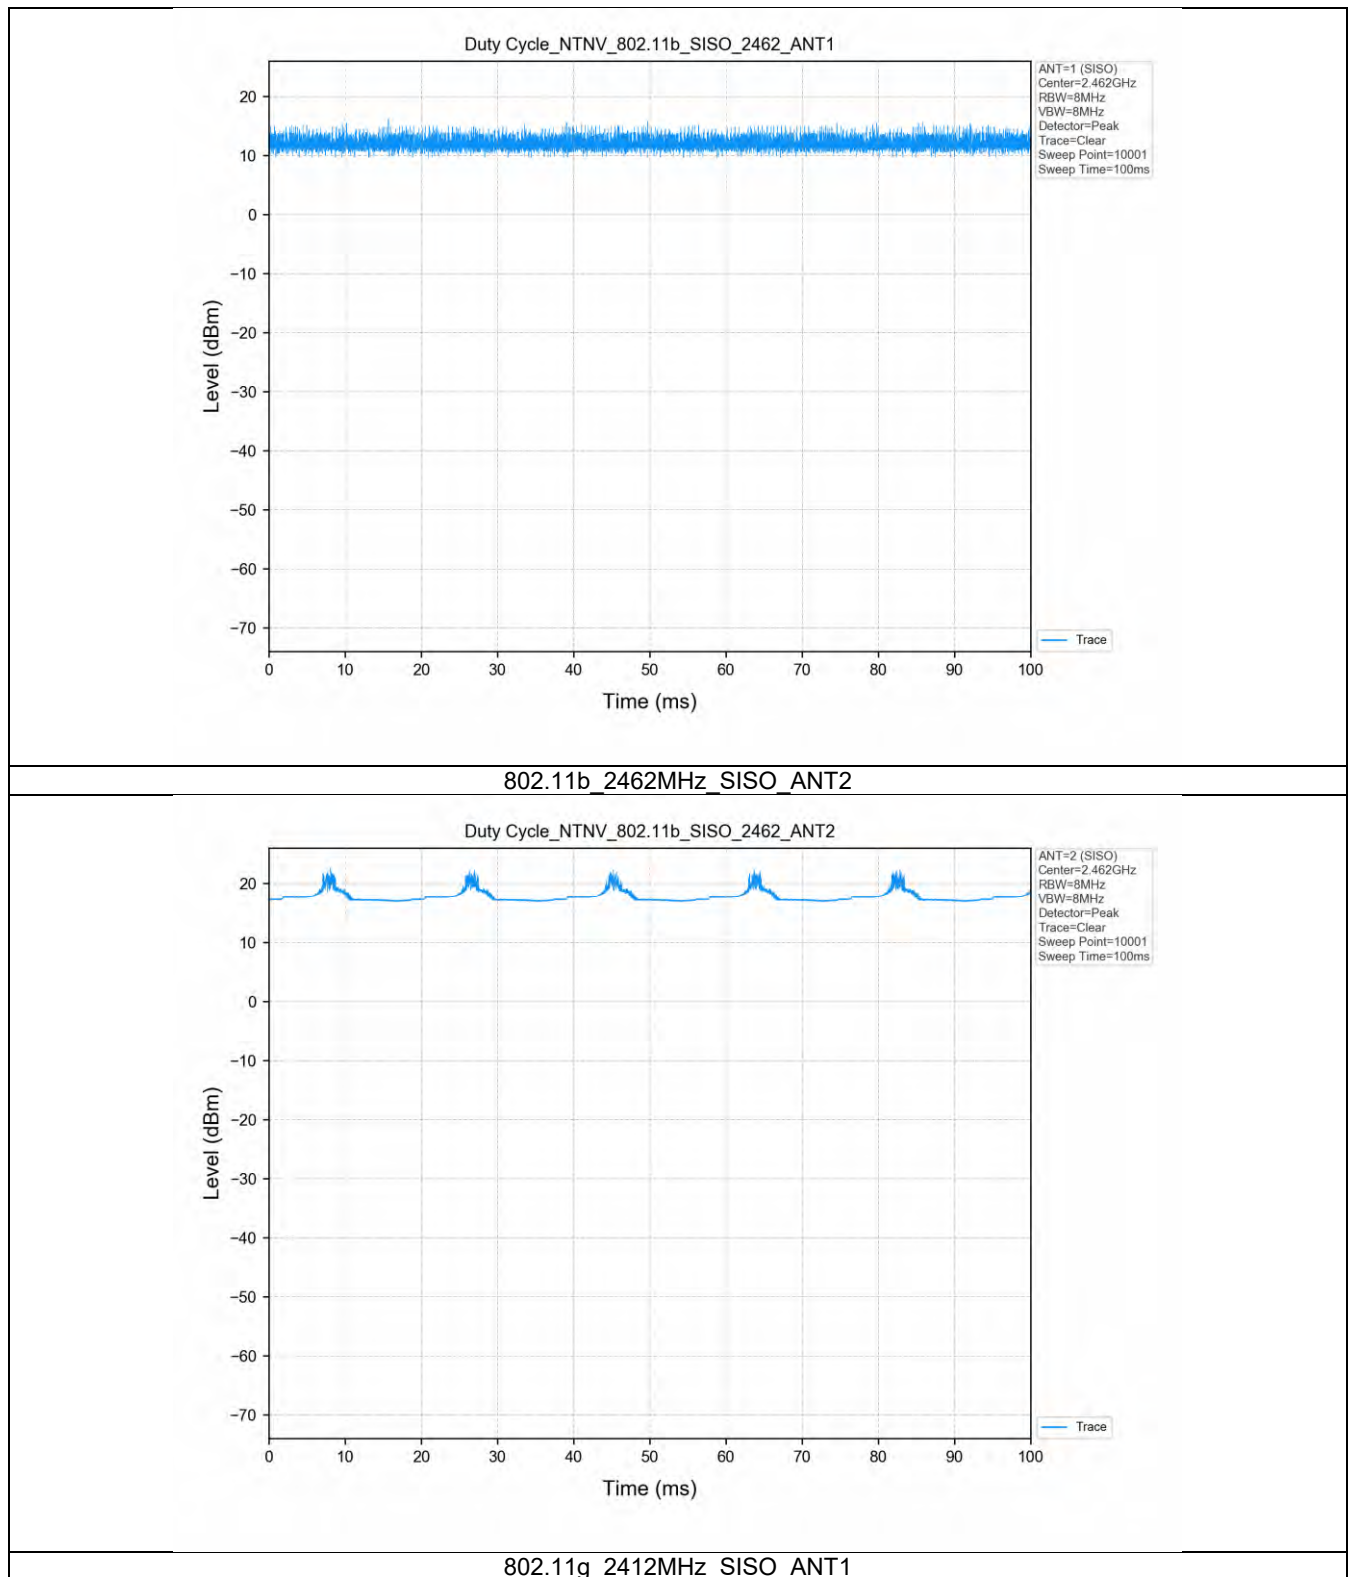 Duty Cycle_NTNV_802.11b_SISO_2462_ANT1
ANT=1 (SISO)
Center=2.462GHz
RBW=8MHz
VBW=8MHz
Detector=Peak
Trace=Clear
Sweep Point=10001
Sweep Time=100ms
20
10
0
−10
−20
−30
−40
−50
−60
−70
Level (dBm)
Trace
0 10 20 30 40 50 60 70 80 90 100
Time (ms)
802.11b_2462MHz_SISO_ANT2
Duty Cycle_NTNV_802.11b_SISO_2462_ANT2
ANT=2 (SISO)
Center=2.462GHz
RBW=8MHz
VBW=8MHz
Detector=Peak
Trace=Clear
Sweep Point=10001
Sweep Time=100ms
20
10
0
−10
−20
−30
−40
−50
−60
−70
Level (dBm)
Trace
0 10 20 30 40 50 60 70 80 90 100
Time (ms)
802.11g_2412MHz_SISO_ANT1